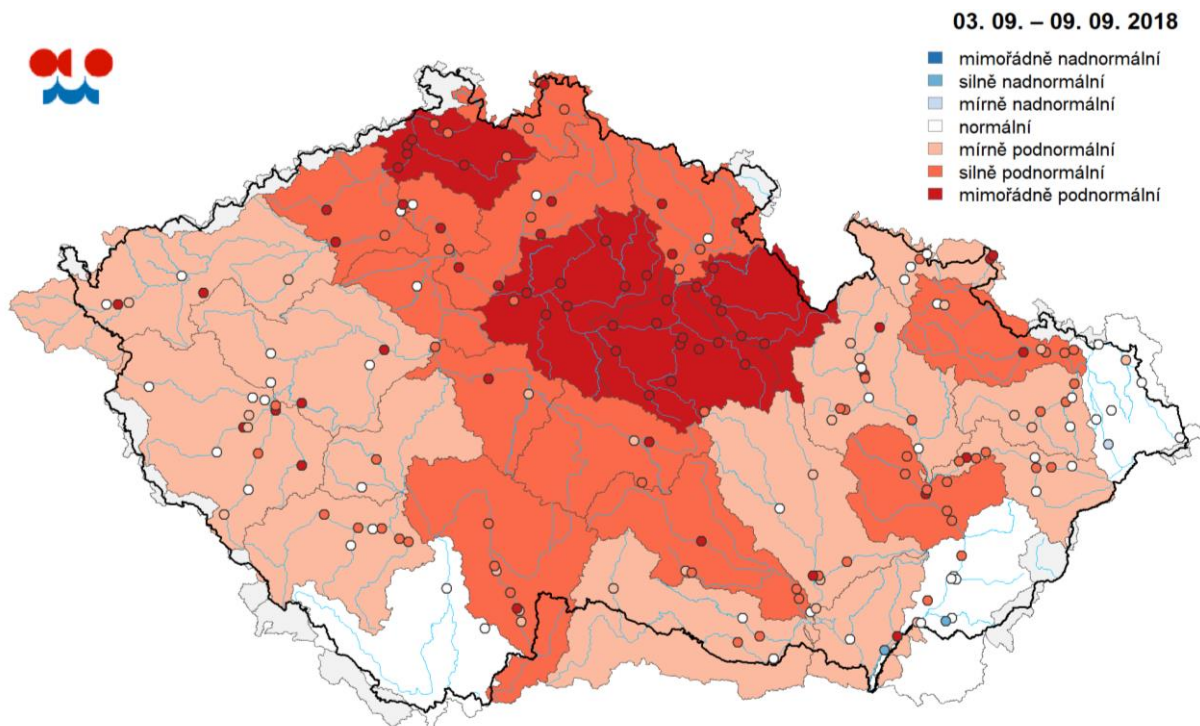 03. 09. – 09. 09. 2018
mimořádně nadnormální
silně nadnormální
mírně nadnormální
normální
mírně podnormální
silně podnormální
mimořádně podnormální